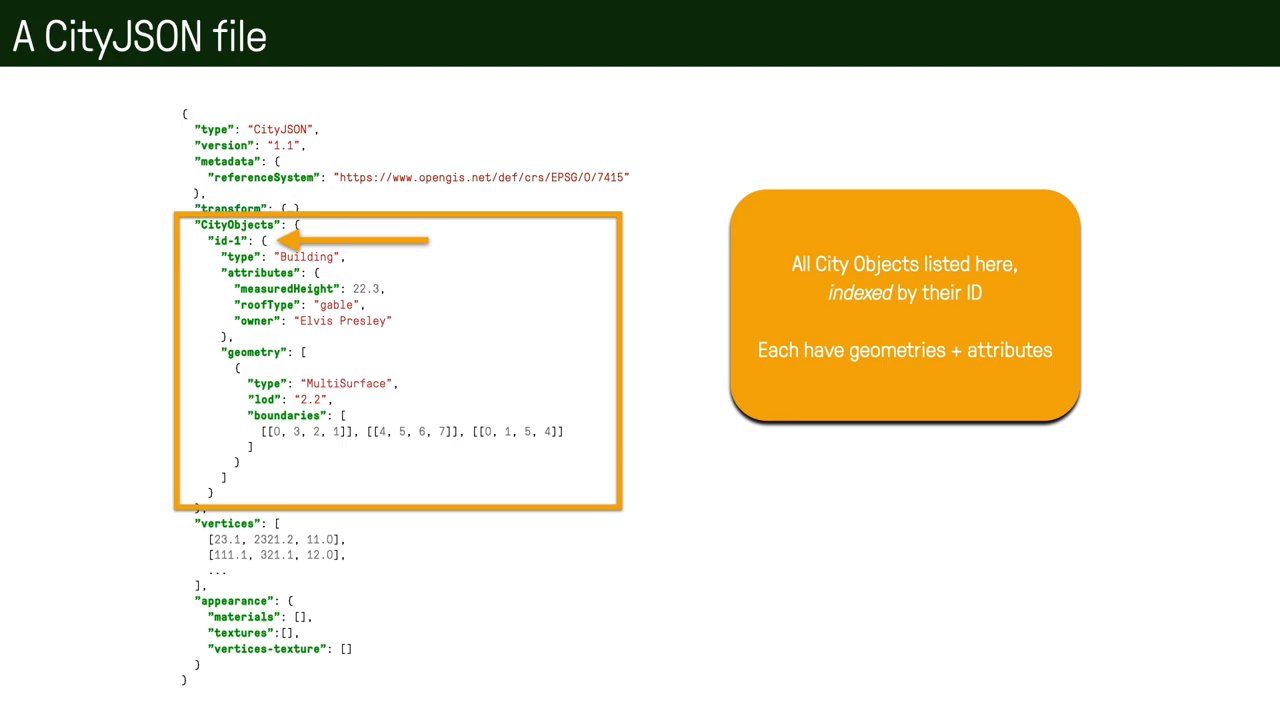 A CityJSON file
{
"type": “CityJSON”,
"version": “1.1”,
"metadata": {
"referenceSystem": "https://www.opengis.net/def/crs/EPSG/0/7415”
},
"transform": { }
"CityObjects": {
"id-1": {
"type": "Building”,
"attributes": {
"measuredHeight": 22.3,
"roofType": "gable”,
"owner": “Elvis Presley”
},
"geometry": [
{
"type": “MultiSurface”,
"lod": “2.2”,
"boundaries": [
[[0, 3, 2, 1]], [[4, 5, 6, 7]], [[0, 1, 5, 4]]
]
}
]
}
},
"vertices": [
[23.1, 2321.2, 11.0],
[111.1, 321.1, 12.0],
...
],
"appearance": {
"materials": [],
"textures":[],
"vertices-texture": []
}
}
All City Objects listed here,
indexed by their ID
Each have geometries + attributes